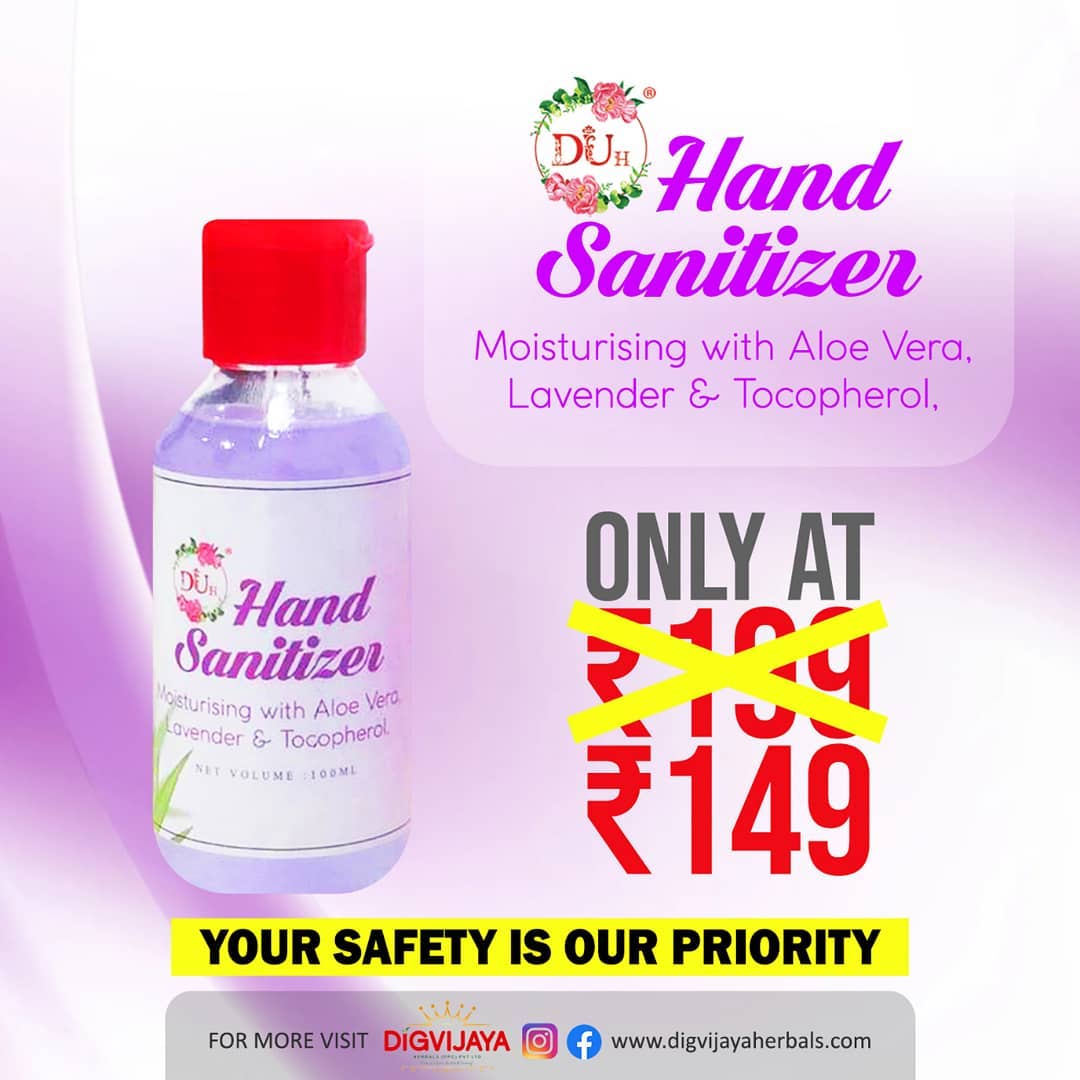 DUH ®
Hand
Sanitizer
Moisturising with Aloe Vera,
Lavender & Tocopherol,
ONLY AT
₹199
₹149
DUH ®
Hand
Sanitizer
Moisturising with Aloe Vera,
Lavender & Tocopherol,
NET VOLUME :100ML
YOUR SAFETY IS OUR PRIORITY
FOR MORE VISIT DIGVIJAYA www.digvijayaherbals.com
HERBALS (OPC) PVT LTD